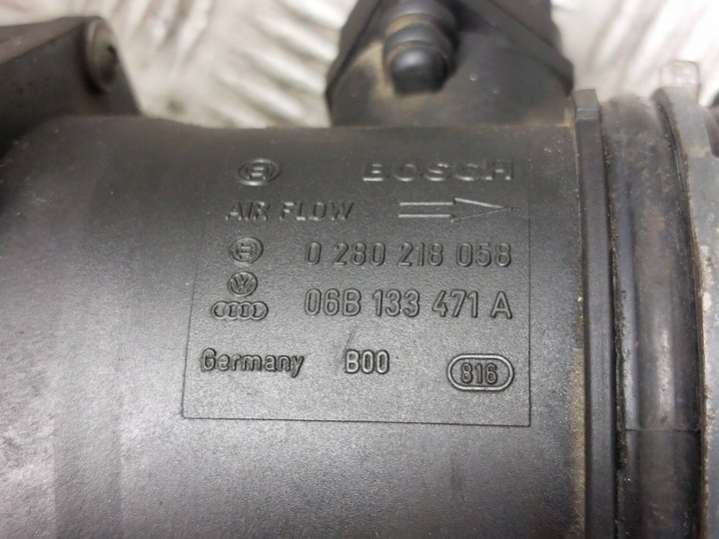 BOSCH
AIR FLOW
0 280 218 058
06B 133 471 A
Germany B00 816